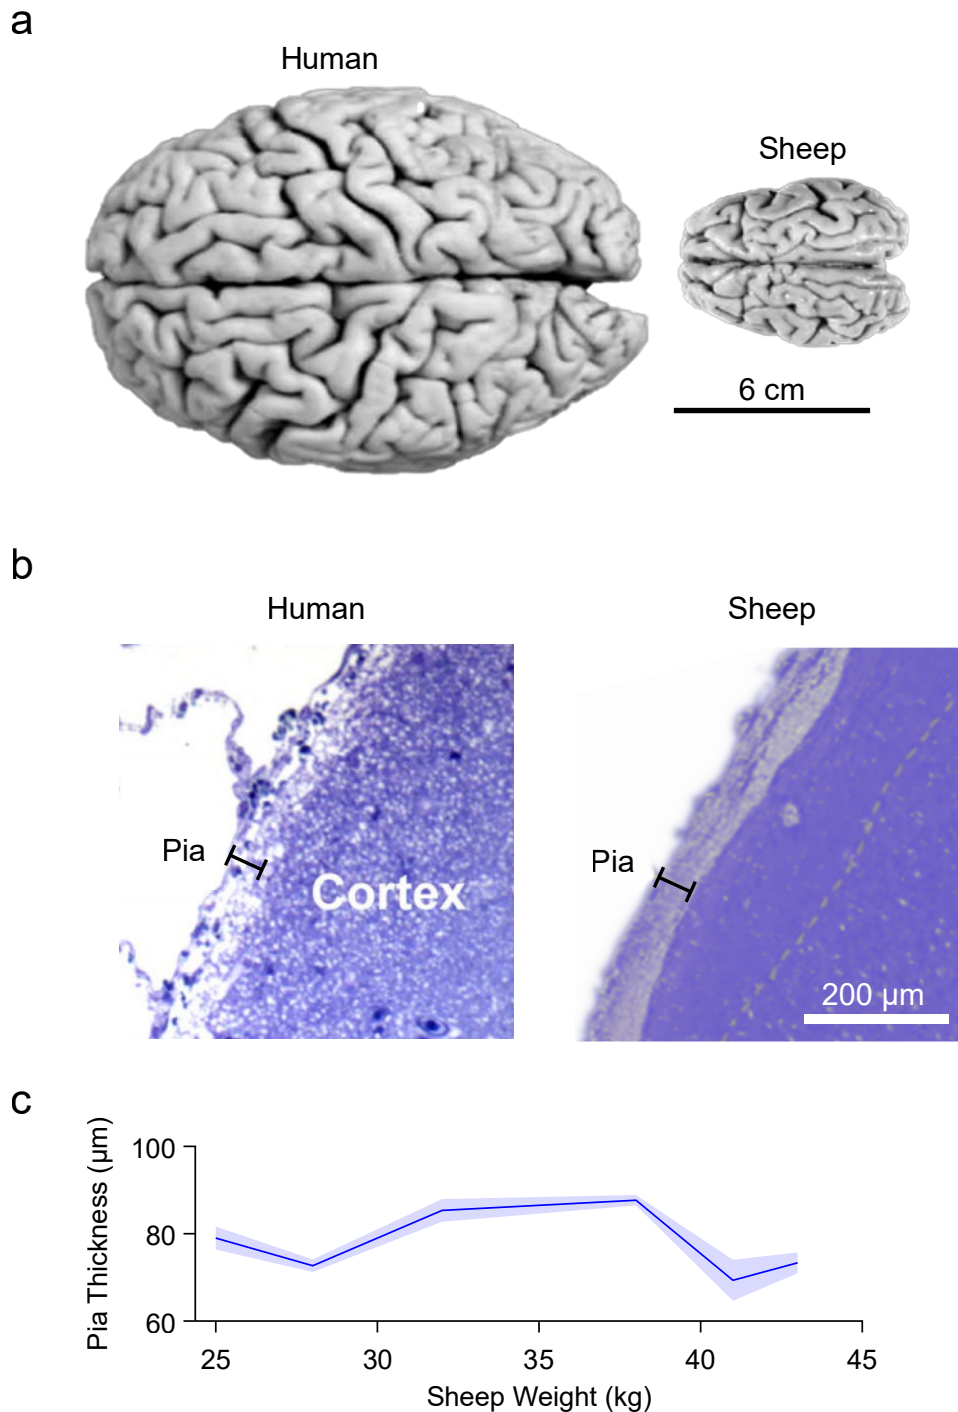 a
Human
Sheep
6 cm
b
Human
Sheep
Pia
Cortex
Pia
200 µm
c
Pia Thickness (µm)
100
80
60
25 30 35 40 45
Sheep Weight (kg)